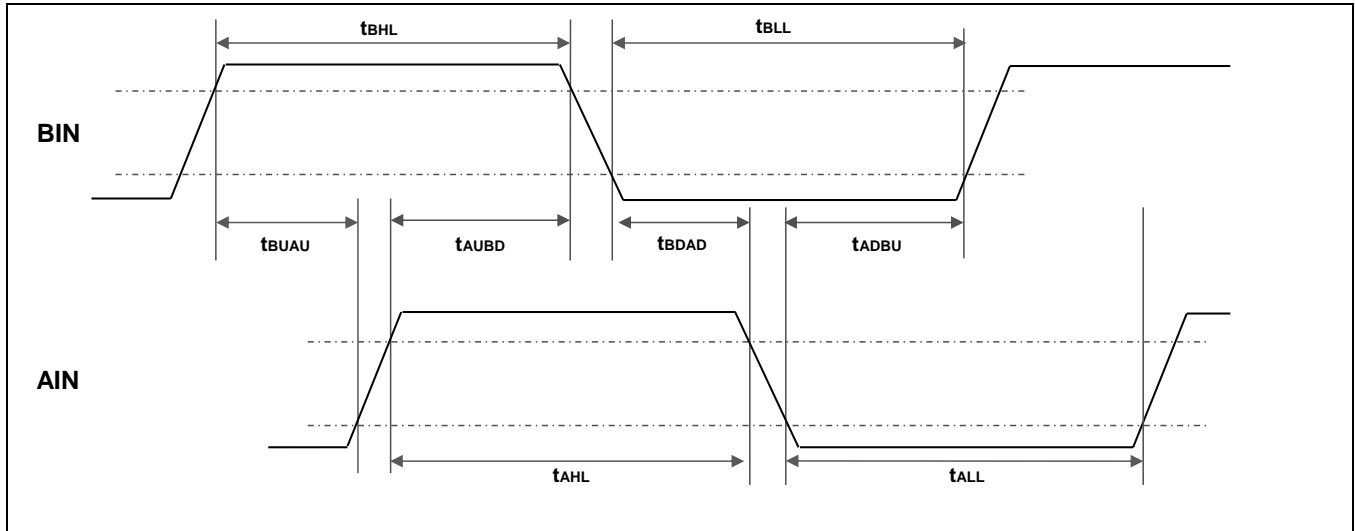 tBHL tBLL
BIN
tBUAU tAUBD tBDAD tADBU
AIN
tAHL tALL